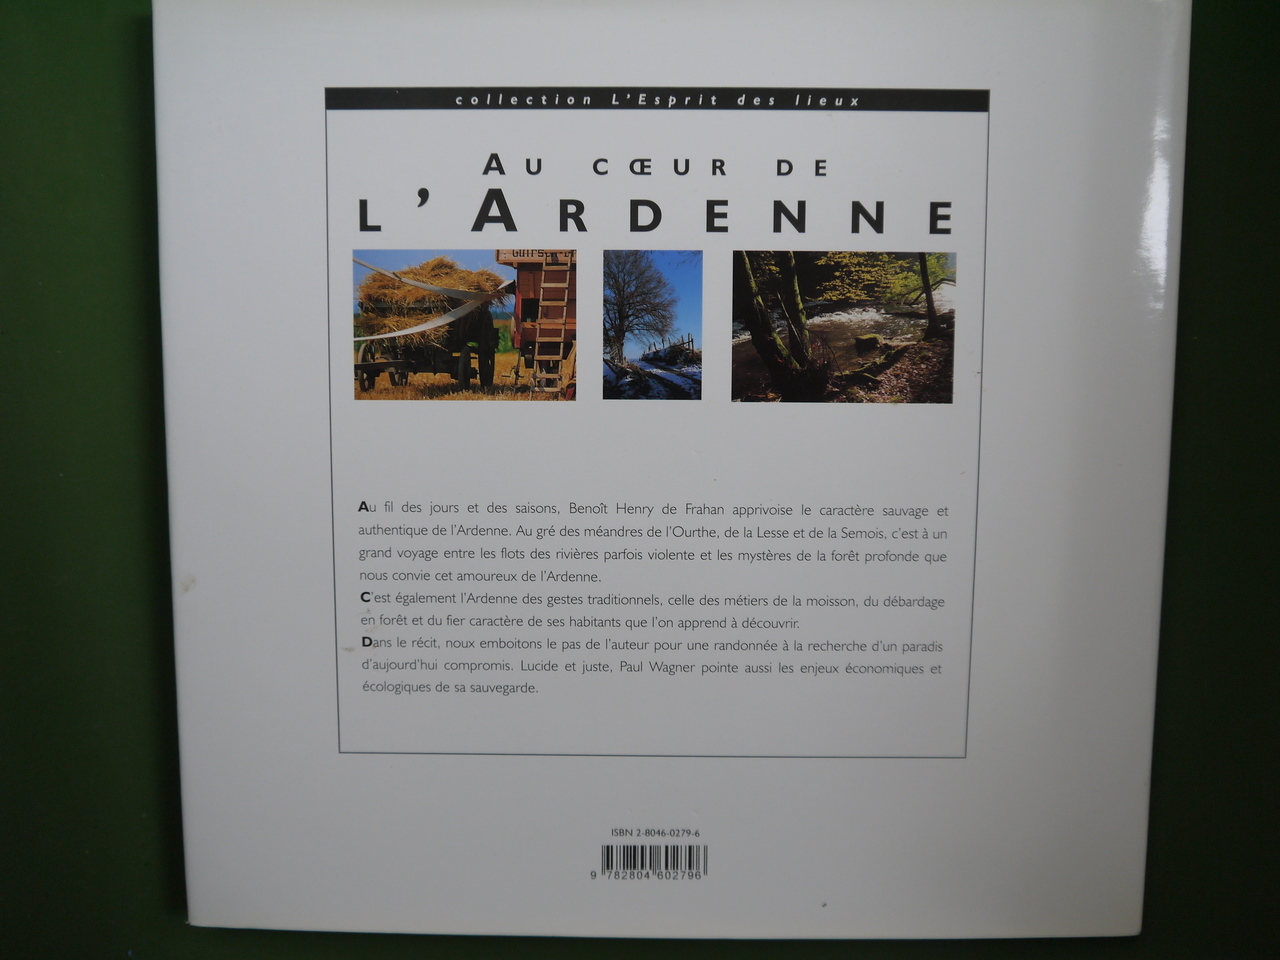 collection L'Esprit des lieux
AU CŒUR DE
L'ARDENNE
Au fil des jours et des saisons, Benoît Henry de Frahan apprivoise le caractère sauvage et
authentique de l'Ardenne. Au gré des méandres de l'Ourthe, de la Lesse et de la Semois, c'est à un
grand voyage entre les flots des rivières parfois violente et les mystères de la forêt profonde que
nous convie cet amoureux de l'Ardenne.
C'est également l'Ardenne des gestes traditionnels, celle des métiers de la moisson, du débardage
en forêt et du fier caractère de ses habitants que l'on apprend à découvrir.
Dans le récit, noux emboitons le pas de l'auteur pour une randonnée à la recherche d'un paradis
d'aujourd'hui compromis. Lucide et juste, Paul Wagner pointe aussi les enjeux économiques et
écologiques de sa sauvegarde.
ISBN 2-8046-0279-6
9 782804 602796